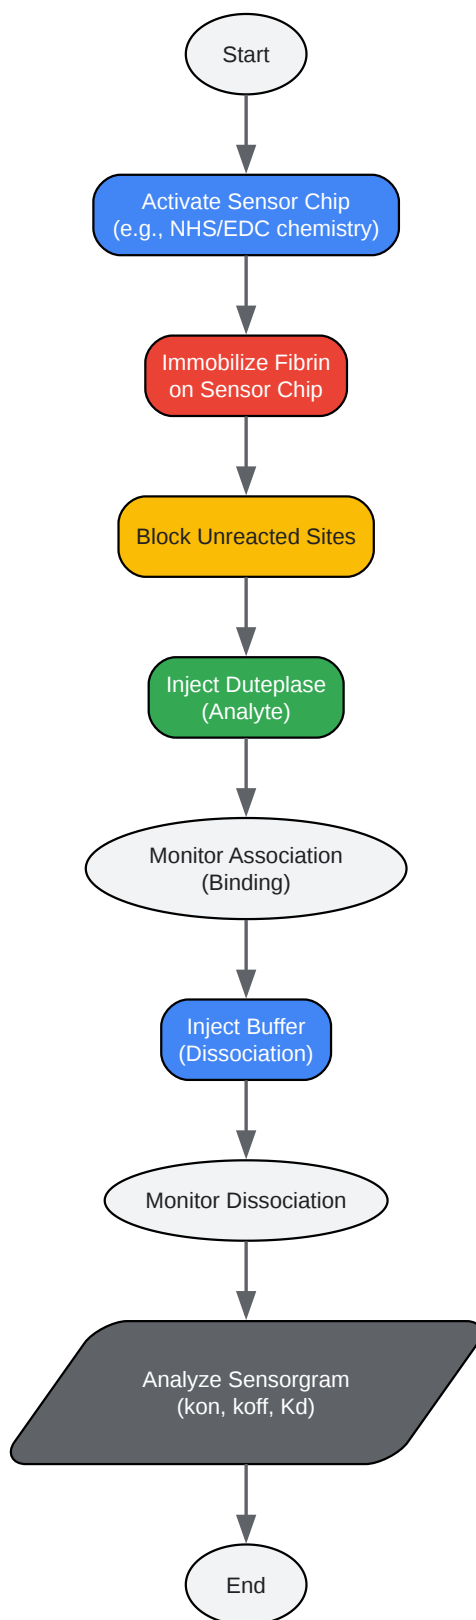 Start
Activate Sensor Chip
(e.g., NHS/EDC chemistry)
Immobilize Fibrin
on Sensor Chip
Block Unreacted Sites
Inject Duteplase
(Analyte)
Monitor Association
(Binding)
Inject Buffer
(Dissociation)
Monitor Dissociation
Analyze Sensorgram
(kon, koff, Kd)
End